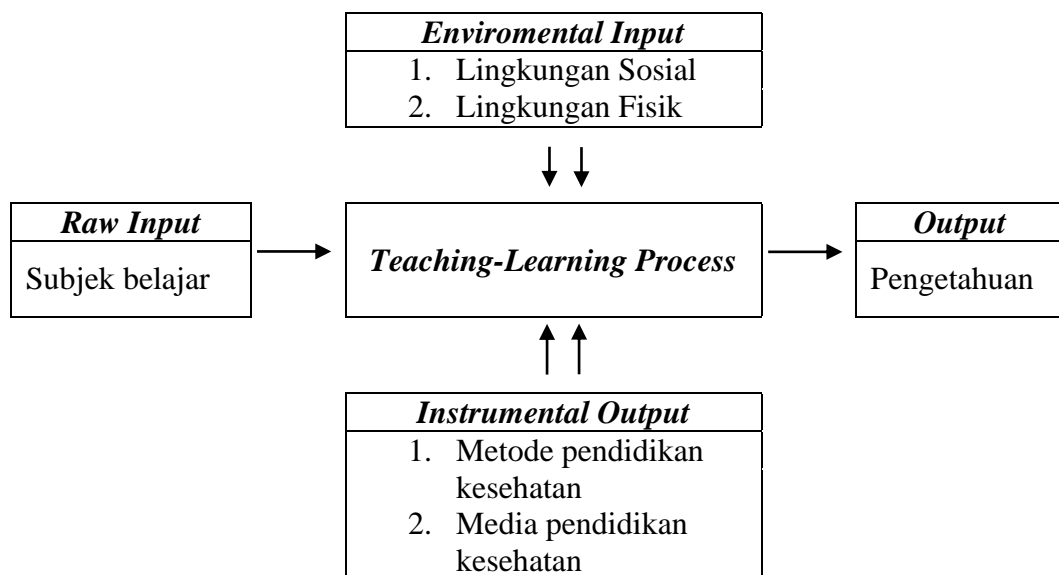 Enviromental Input
1. Lingkungan Sosial
2. Lingkungan Fisik
Raw Input
Subjek belajar
Teaching-Learning Process
Output
Pengetahuan
Instrumental Output
1. Metode pendidikan
kesehatan
2. Media pendidikan
kesehatan